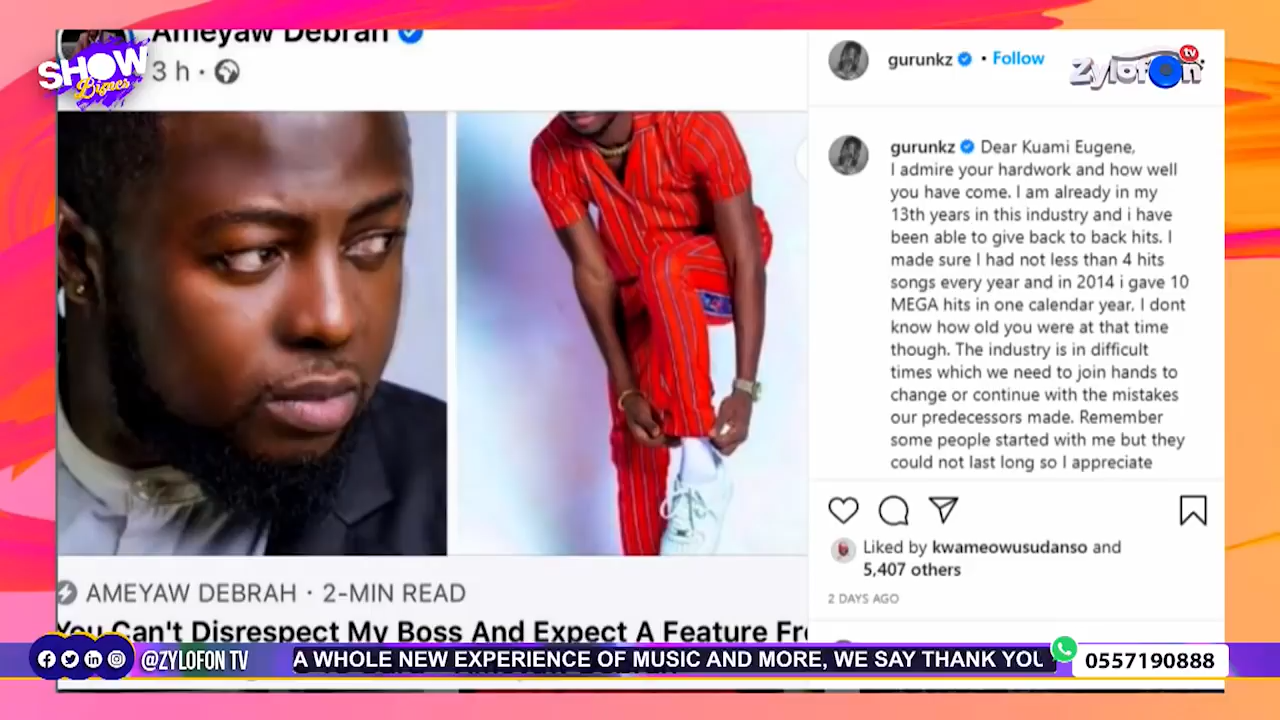 SHOW
Biznes
Ameyaw Debrah
3 h ·
AMEYAW DEBRAH · 2-MIN READ
You Can't Disrespect My Boss And Expect A Feature Fr
gurunkz • Follow
Zylofon tv
gurunkz Dear Kuami Eugene,
I admire your hardwork and how well
you have come. I am already in my
13th years in this industry and i have
been able to give back to back hits. I
made sure I had not less than 4 hits
songs every year and in 2014 i gave 10
MEGA hits in one calendar year. I dont
know how old you were at that time
though. The industry is in difficult
times which we need to join hands to
change or continue with the mistakes
our predecessors made. Remember
some people started with me but they
could not last long so I appreciate
Liked by kwameowusudanso and
5,407 others
2 DAYS AGO
@ZYLOFON TV
A WHOLE NEW EXPERIENCE OF MUSIC AND MORE, WE SAY THANK YOU
0557190888